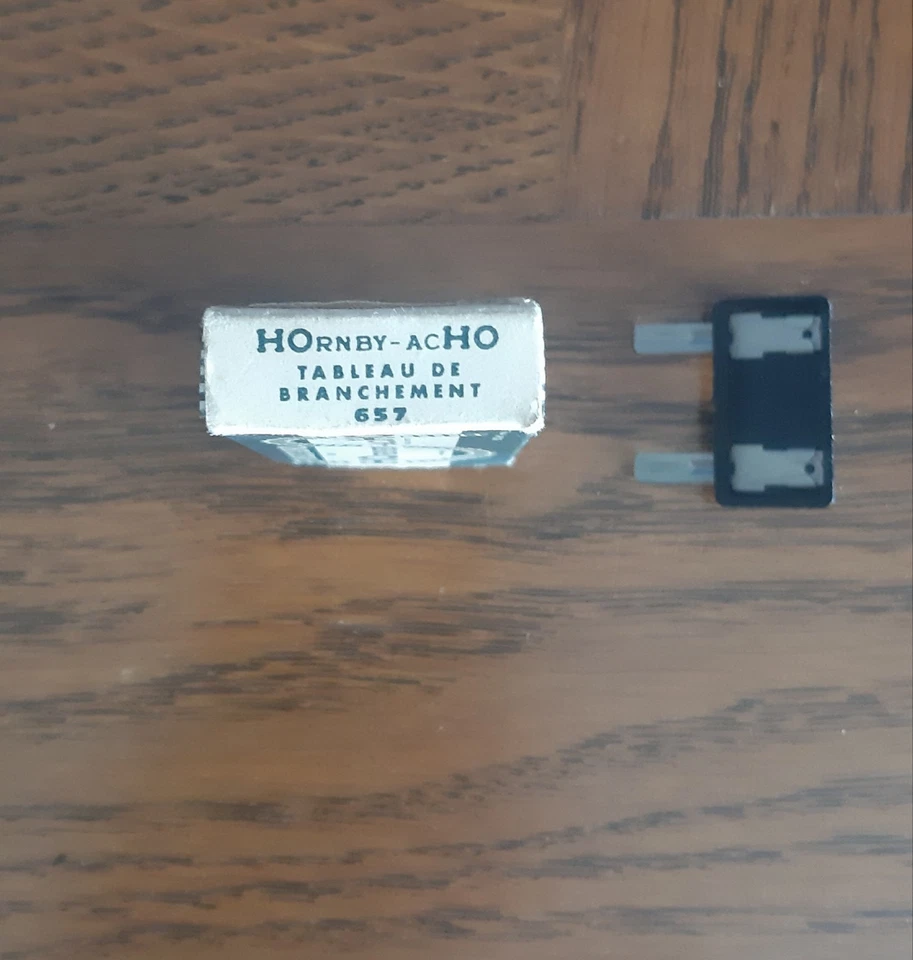 HORNBY-ACHO
TABLEAU DE
BRANCHEMENT
657